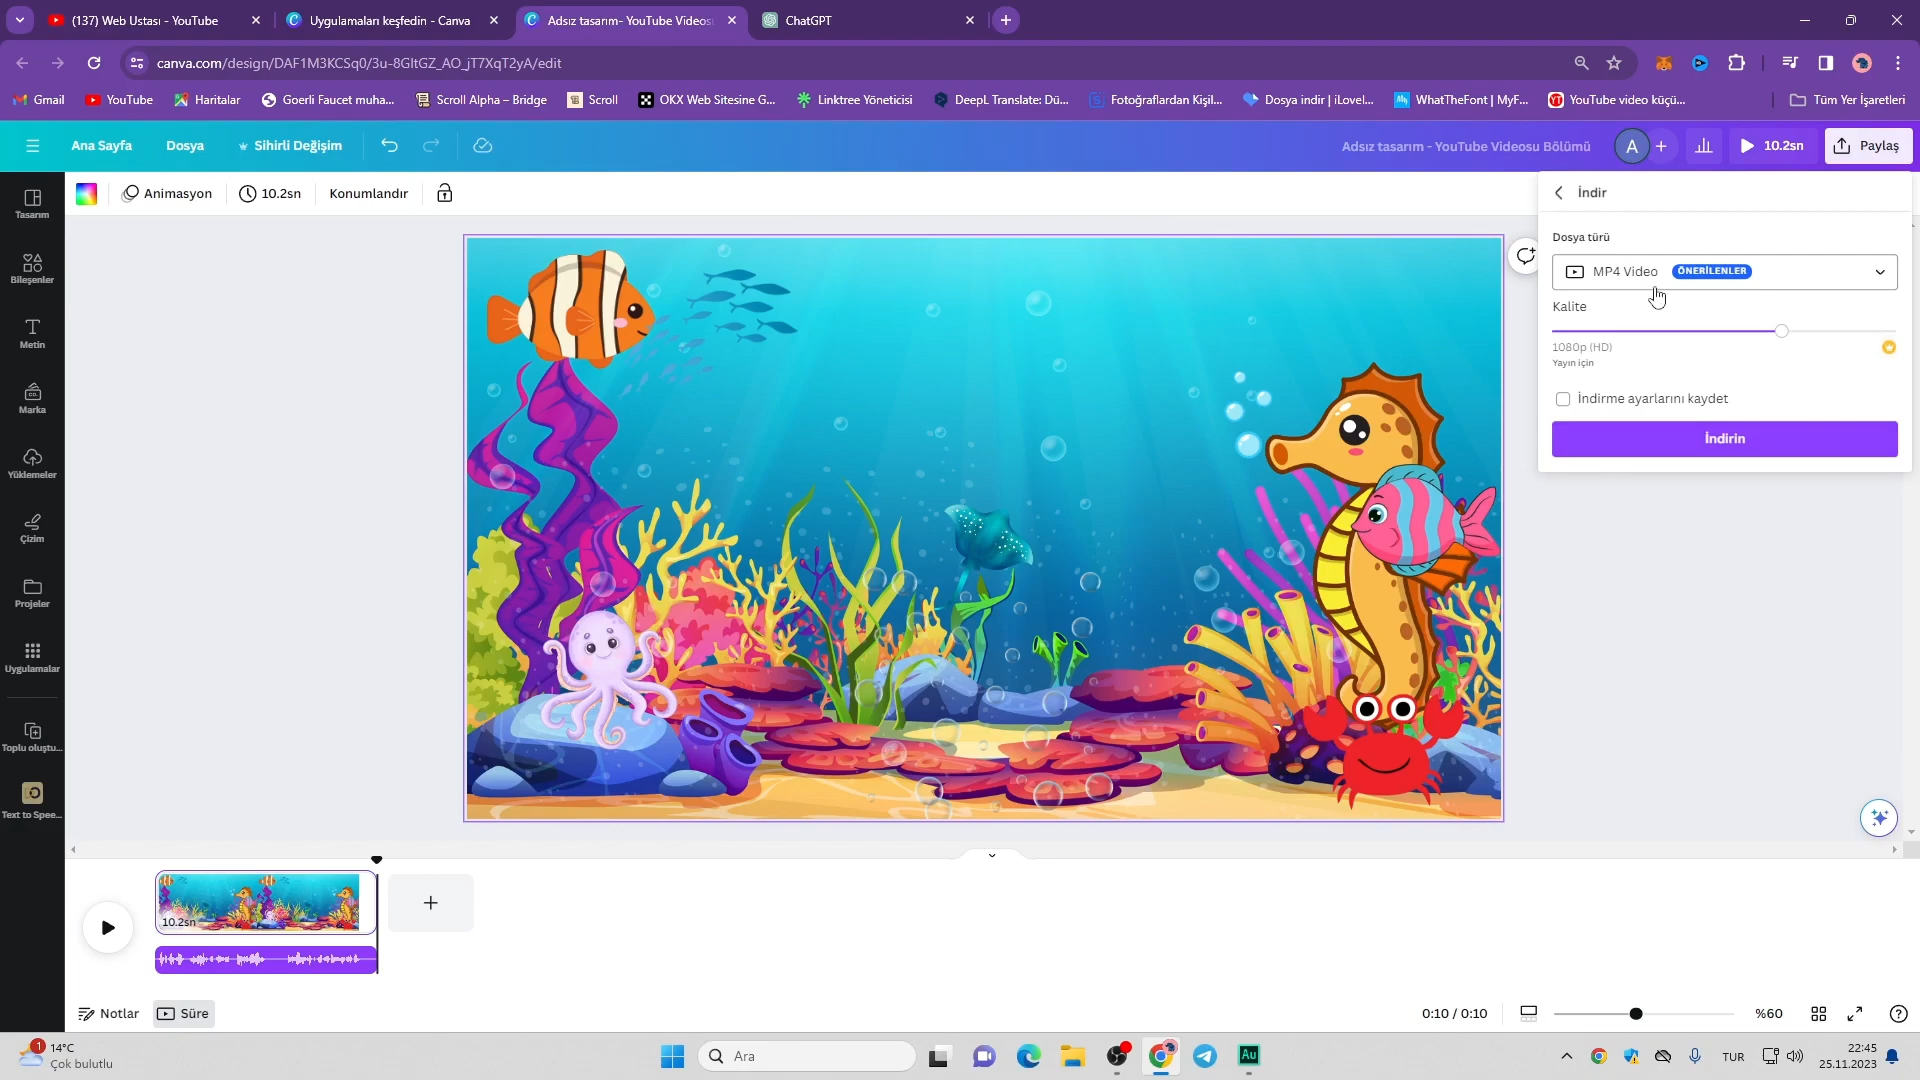 (137) Web Ustası - YouTube
Uygulamaları keşfedin - Canva
Adsız tasarım- YouTube Videosu
ChatGPT
canva.com/design/DAF1M3KCSq0/3u-8GItGZ_AO_jT7XqT2yA/edit
Gmail
YouTube
Haritalar
Goerli Faucet muha...
Scroll Alpha – Bridge
Scroll
OKX Web Sitesine G...
Linktree Yöneticisi
DeepL Translate: Dü...
Fotoğraflardan Kişil...
Dosya indir | iLovel...
WhatTheFont | MyF...
YouTube video küçü...
Tüm Yer İşaretleri
Ana Sayfa
Dosya
Sihirli Değişim
Adsız tasarım - YouTube Videosu Bölümü
A
10.2sn
Paylaş
Animasyon
10.2sn
Konumlandır
İndir
Dosya türü
MP4 Video ÖNERİLENLER
Kalite
1080p (HD)
Yayın için
İndirme ayarlarını kaydet
İndirin
Tasarım
Bileşenler
Metin
Marka
Yüklemeler
Çizim
Projeler
Uygulamalar
Toplu oluştu...
Text to Spee...
10.2sn
Notlar
Süre
0:10 / 0:10
%60
1
14°C
Çok bulutlu
Ara
Au
TUR
22:45
25.11.2023